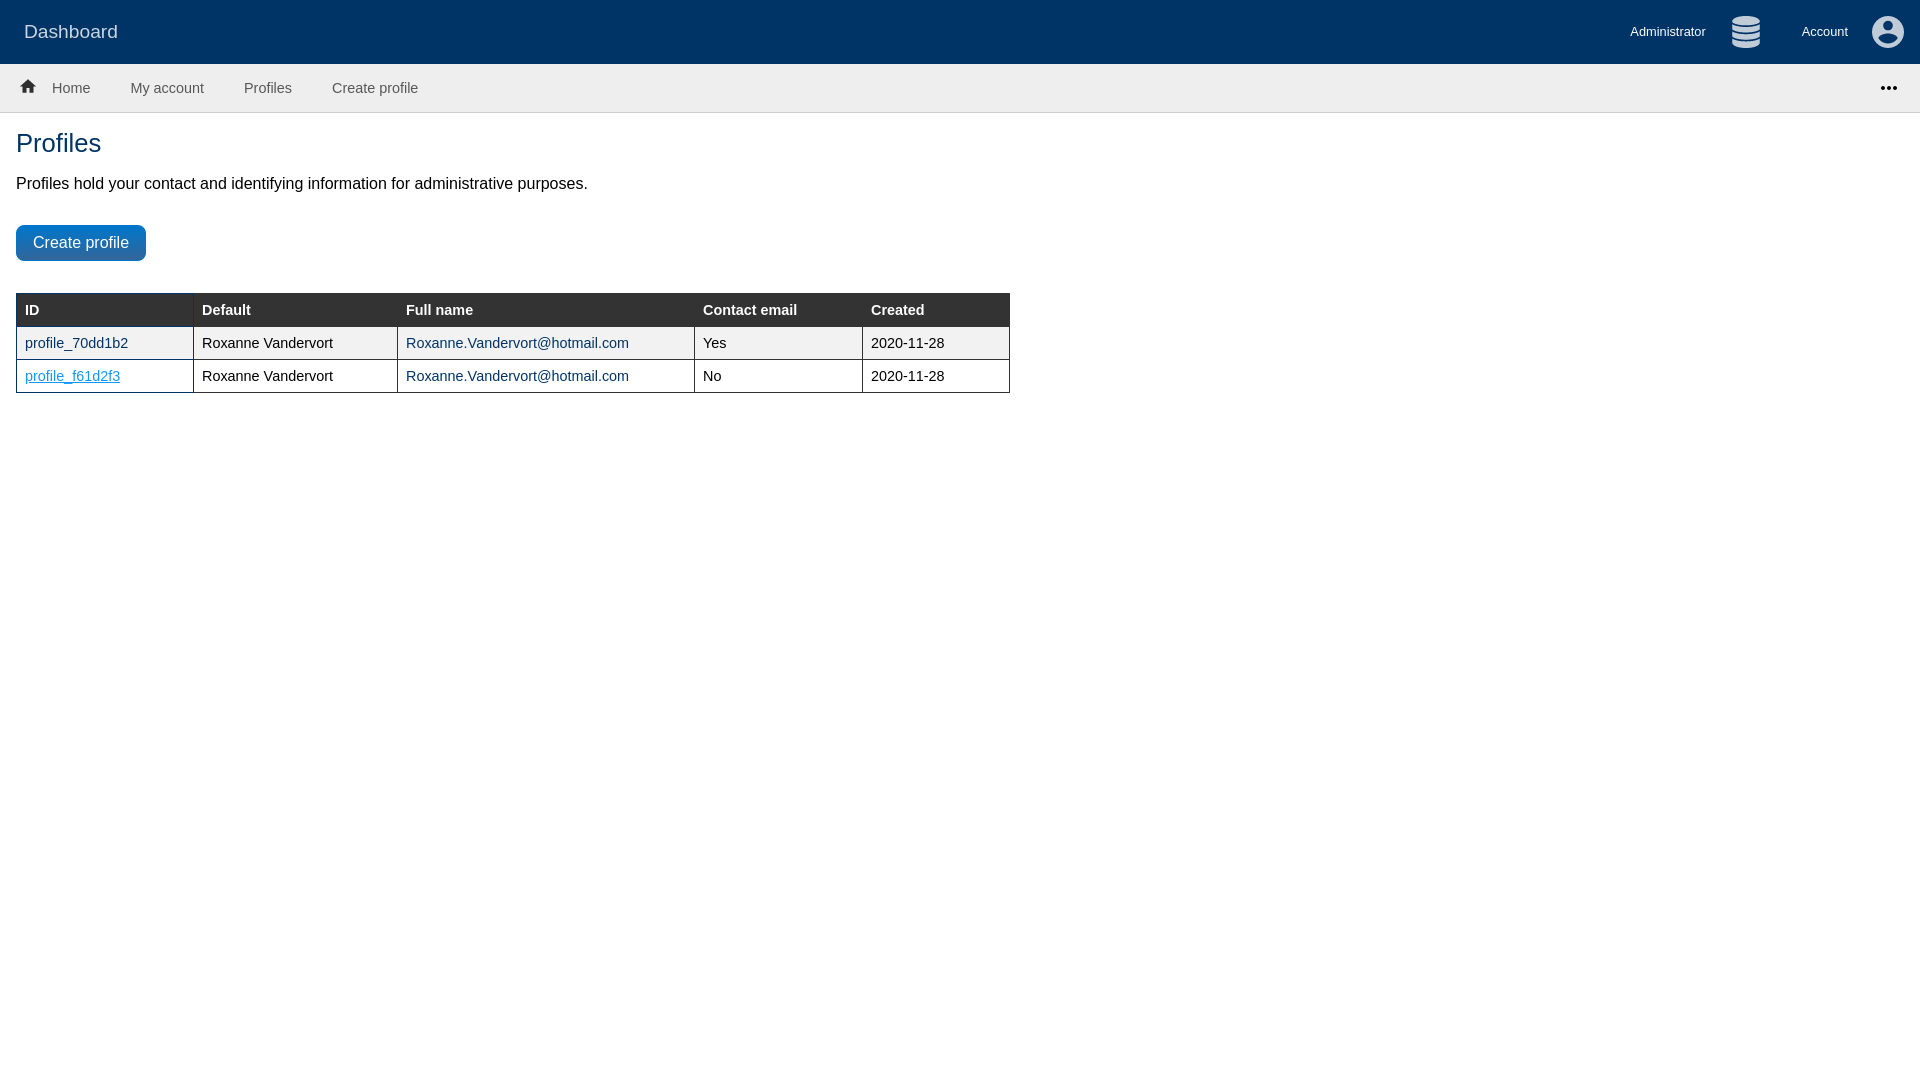 Dashboard
Administrator
Account
Home
My account
Profiles
Create profile
Profiles
Profiles hold your contact and identifying information for administrative purposes.
Create profile
ID Default Full name Contact email Created
profile_70dd1b2 Roxanne Vandervort Roxanne.Vandervort@hotmail.com Yes 2020-11-28
profile_f61d2f3 Roxanne Vandervort Roxanne.Vandervort@hotmail.com No 2020-11-28